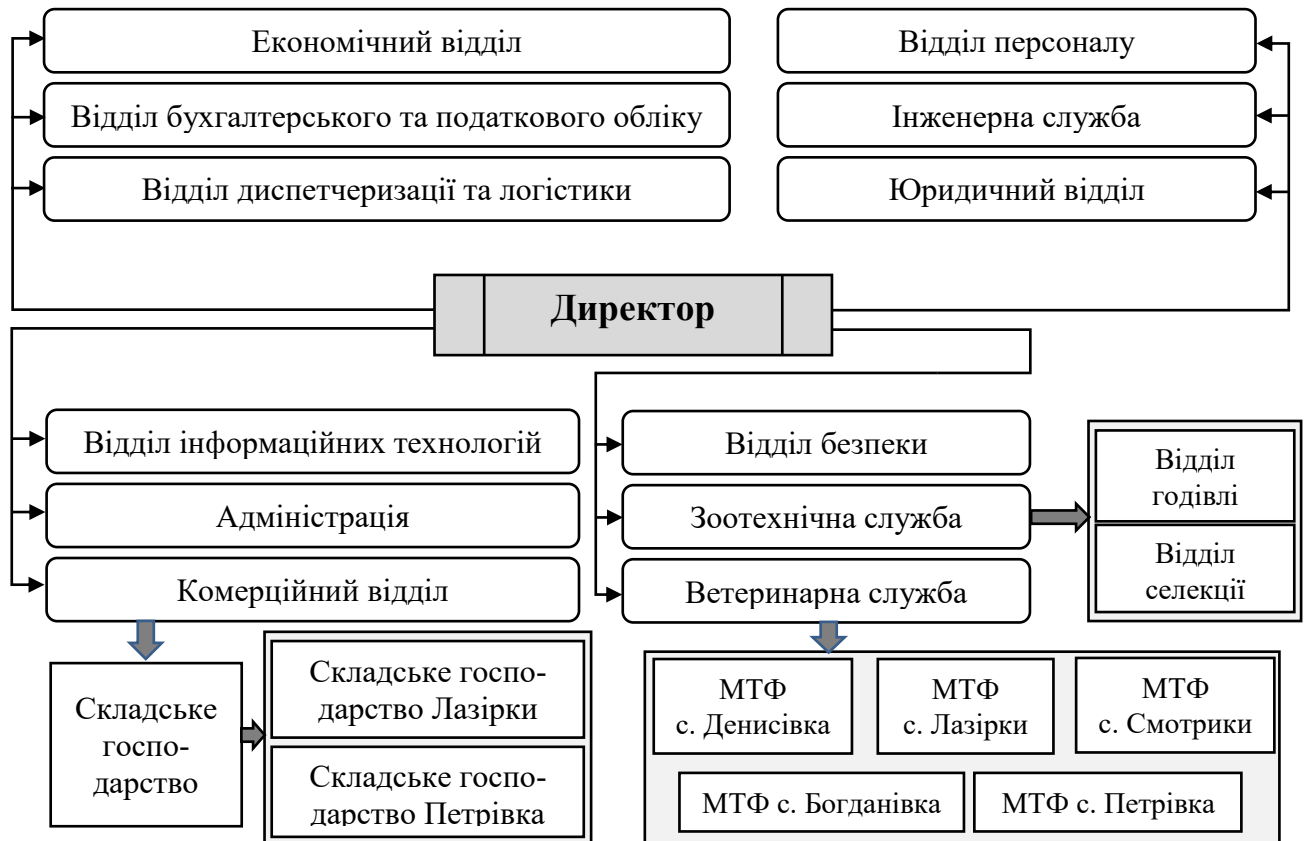 Економічний відділ
Відділ персоналу
Відділ бухгалтерського та податкового обліку
Інженерна служба
Відділ диспетчеризації та логістики
Юридичний відділ
Директор
Відділ інформаційних технологій
Адміністрація
Комерційний відділ
Відділ безпеки
Зоотехнічна служба
Ветеринарна служба
Відділ
годівлі
Відділ
селекції
Складське
госпо-
дарство
Складське госпо-
дарство Лазірки
Складське госпо-
дарство Петрівка
МТФ
с. Денисівка
МТФ
с. Лазірки
МТФ
с. Смотрики
МТФ с. Богданівка
МТФ с. Петрівка